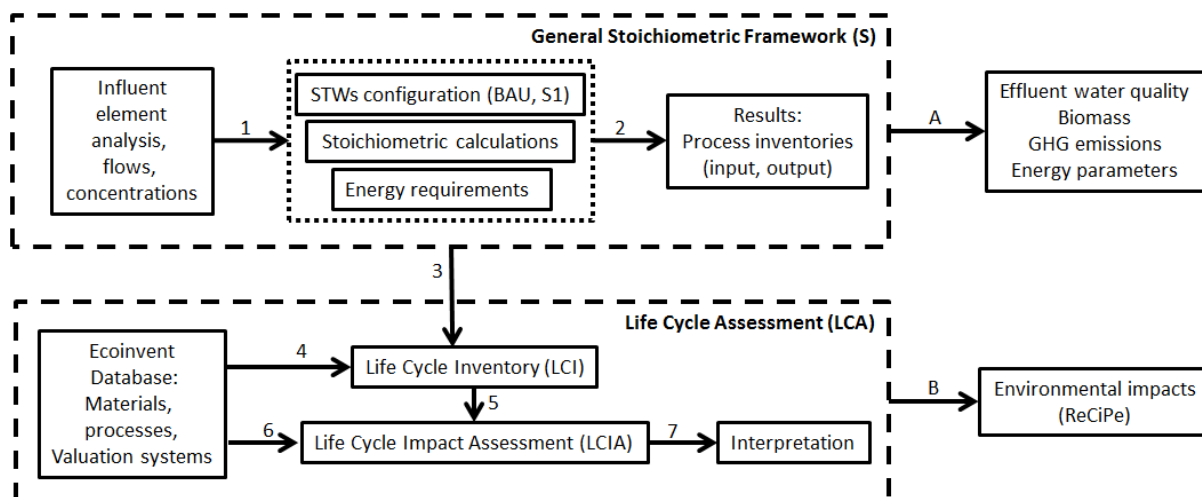 General Stoichiometric Framework (S)
Influent
element
analysis,
flows,
concentrations
1
STWs configuration (BAU, S1)
Stoichiometric calculations
Energy requirements
2
Results:
Process inventories
(input, output)
A
Effluent water quality
Biomass
GHG emissions
Energy parameters
3
Life Cycle Assessment (LCA)
Ecoinvent
Database:
Materials,
processes,
Valuation systems
4
Life Cycle Inventory (LCI)
5
6
Life Cycle Impact Assessment (LCIA)
7
Interpretation
B
Environmental impacts
(ReCiPe)